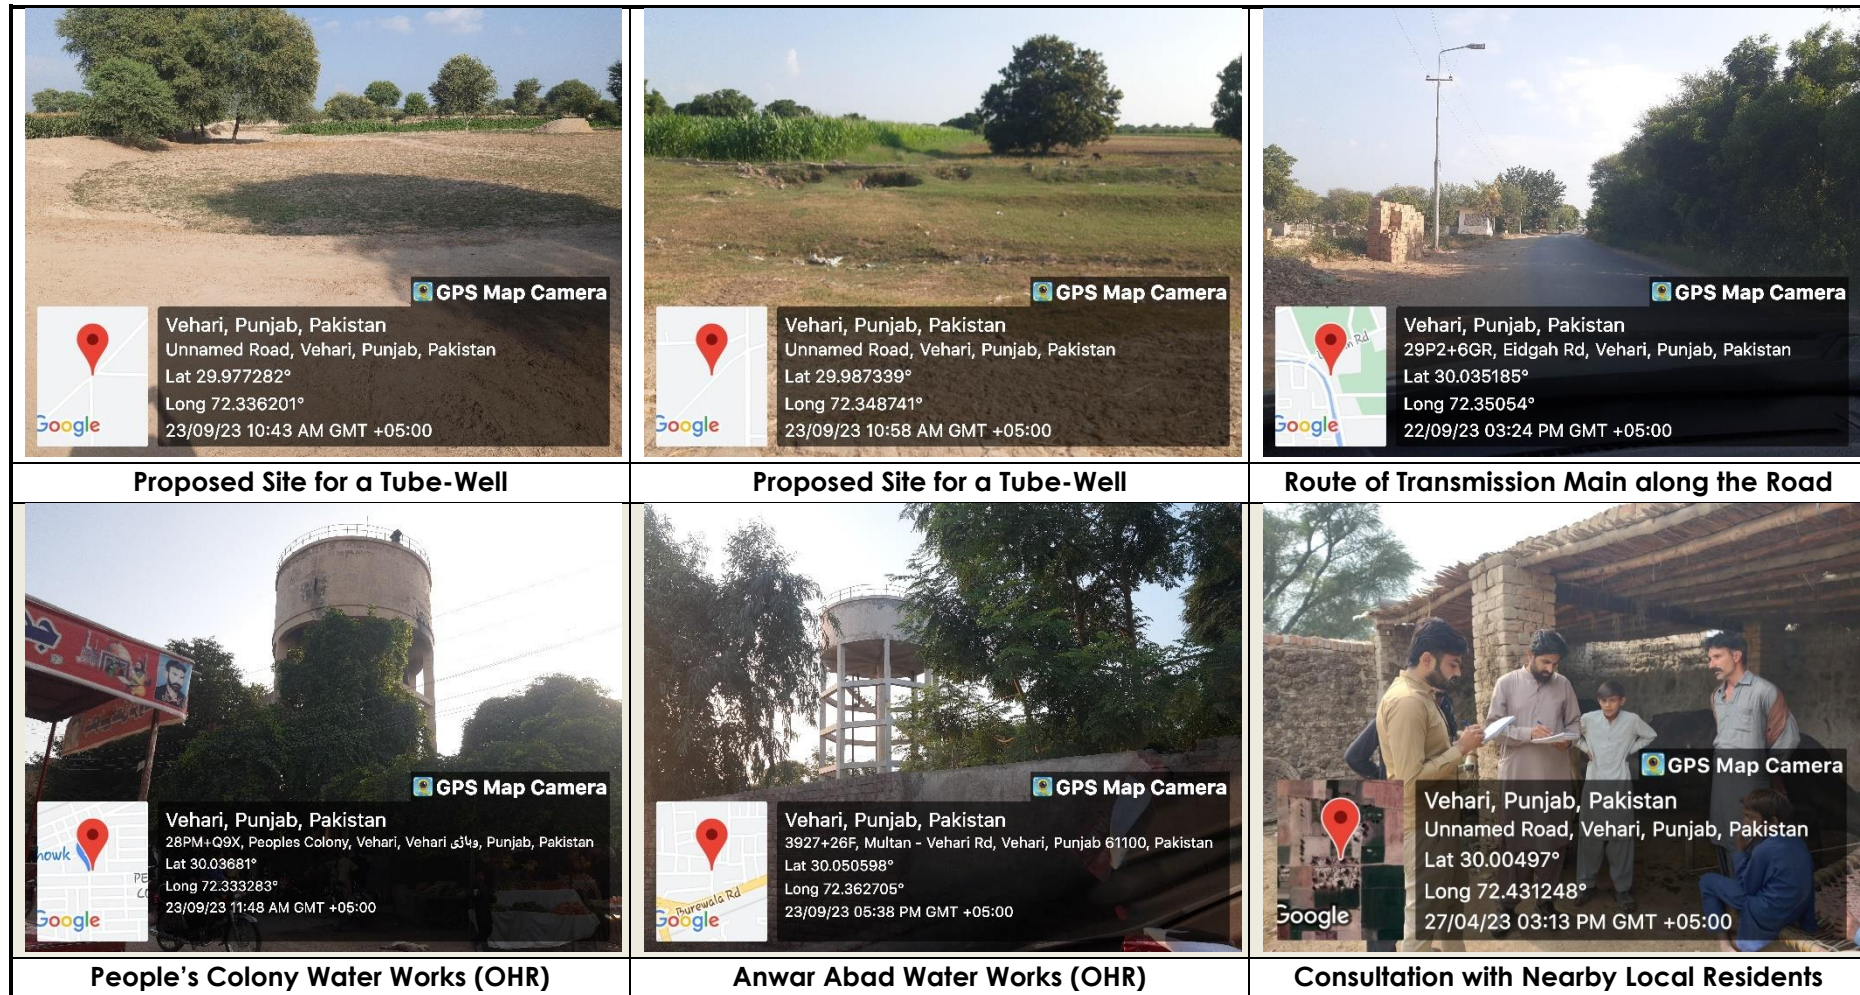 GPS Map Camera
Google
Vehari, Punjab, Pakistan
Unnamed Road, Vehari, Punjab, Pakistan
Lat 29.977282°
Long 72.336201°
23/09/23 10:43 AM GMT +05:00
Proposed Site for a Tube-Well
GPS Map Camera
Google
Vehari, Punjab, Pakistan
Unnamed Road, Vehari, Punjab, Pakistan
Lat 29.987339°
Long 72.348741°
23/09/23 10:58 AM GMT +05:00
Proposed Site for a Tube-Well
GPS Map Camera
Rd
Google
Vehari, Punjab, Pakistan
29P2+6GR, Eidgah Rd, Vehari, Punjab, Pakistan
Lat 30.035185°
Long 72.35054°
22/09/23 03:24 PM GMT +05:00
Route of Transmission Main along the Road
GPS Map Camera
howk
PE
CO
Google
Vehari, Punjab, Pakistan
28PM+Q9X, Peoples Colony, Vehari, Vehari وہاڑی, Punjab, Pakistan
Lat 30.03681°
Long 72.333283°
23/09/23 11:48 AM GMT +05:00
People’s Colony Water Works (OHR)
GPS Map Camera
Burewala Rd
Google
Vehari, Punjab, Pakistan
3927+26F, Multan - Vehari Rd, Vehari, Punjab 61100, Pakistan
Lat 30.050598°
Long 72.362705°
23/09/23 05:38 PM GMT +05:00
Anwar Abad Water Works (OHR)
GPS Map Camera
Google
Vehari, Punjab, Pakistan
Unnamed Road, Vehari, Punjab, Pakistan
Lat 30.00497°
Long 72.431248°
27/04/23 03:13 PM GMT +05:00
Consultation with Nearby Local Residents